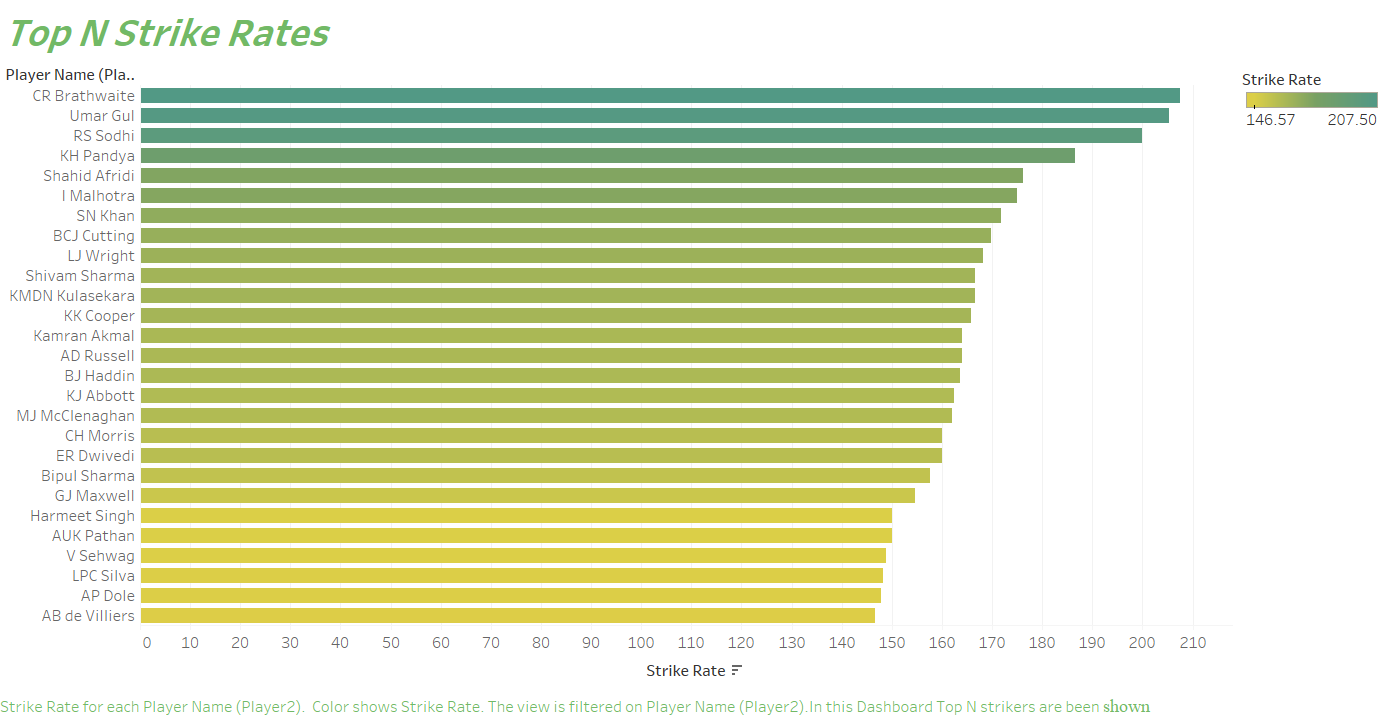 Top N Strike Rates
Player Name (Pla..
Strike Rate
146.57 207.50
CR Brathwaite
Umar Gul
RS Sodhi
KH Pandya
Shahid Afridi
I Malhotra
SN Khan
BCJ Cutting
LJ Wright
Shivam Sharma
KMDN Kulasekara
KK Cooper
Kamran Akmal
AD Russell
BJ Haddin
KJ Abbott
MJ McClenaghan
CH Morris
ER Dwivedi
Bipul Sharma
GJ Maxwell
Harmeet Singh
AUK Pathan
V Sehwag
LPC Silva
AP Dole
AB de Villiers
0 10 20 30 40 50 60 70 80 90 100 110 120 130 140 150 160 170 180 190 200 210
Strike Rate
Strike Rate for each Player Name (Player2). Color shows Strike Rate. The view is filtered on Player Name (Player2).In this Dashboard Top N strikers are been shown